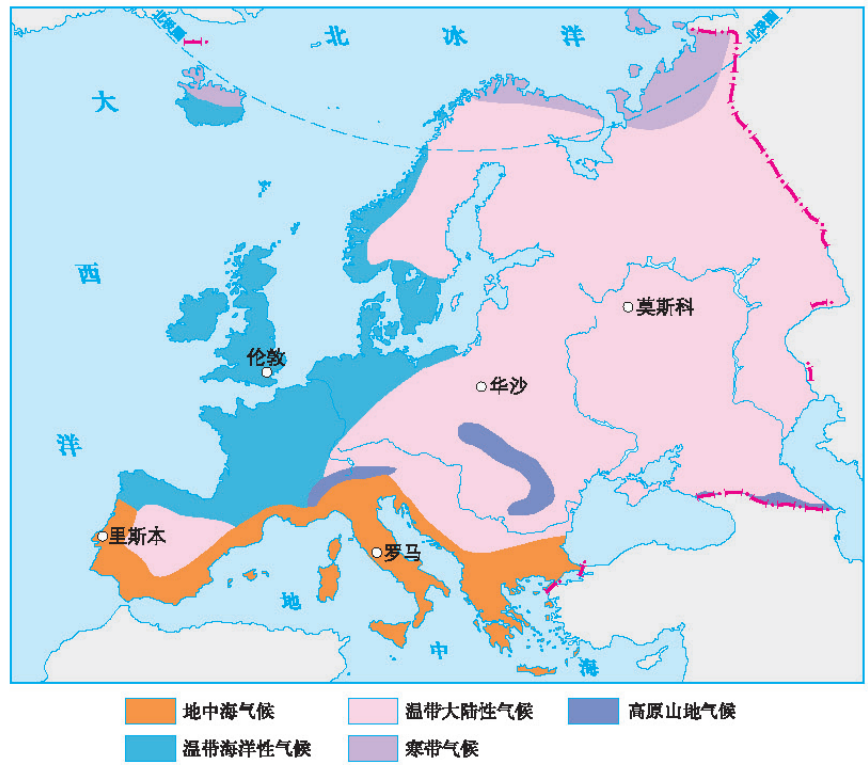 北极圈
北冰洋
北极圈
大西洋
伦敦
莫斯科
华沙
里斯本
罗马
地中海
地中海气候
温带大陆性气候
高原山地气候
温带海洋性气候
寒带气候